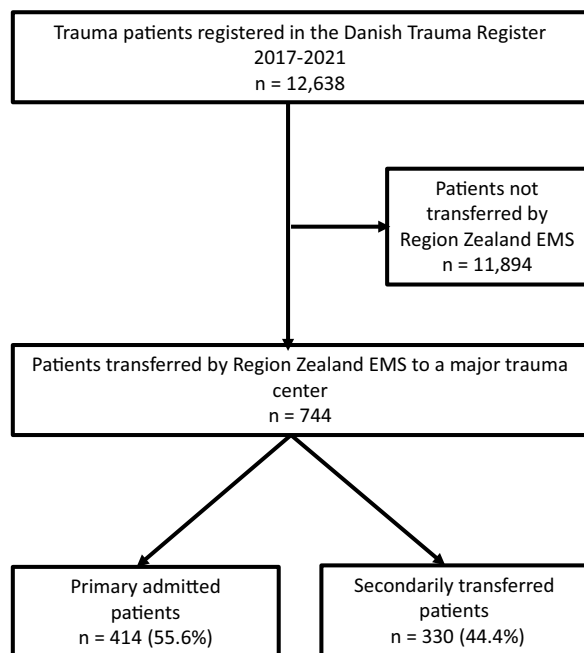 Trauma patients registered in the Danish Trauma Register
2017-2021
n = 12,638
Patients not
transferred by
Region Zealand EMS
n = 11,894
Patients transferred by Region Zealand EMS to a major trauma
center
n = 744
Primary admitted
patients
n = 414 (55.6%)
Secondarily transferred
patients
n = 330 (44.4%)